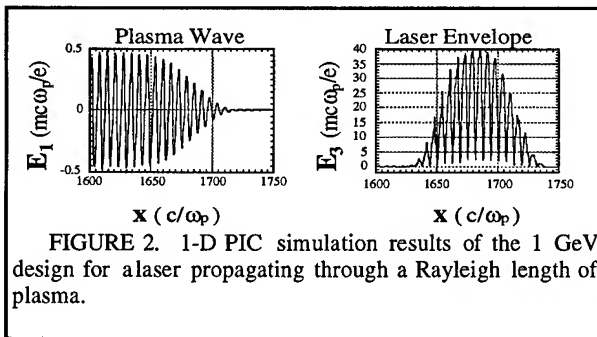 Plasma Wave
Laser Envelope
0.5
0
-0.5
E₁ (mcωₚ/e)
1600 1650 1700 1750
x (c/ωₚ)
40
35
30
25
20
15
10
5
0
E₃ (mcωₚ/e)
1600 1650 1700 1750
x (c/ωₚ)
FIGURE 2. 1-D PIC simulation results of the 1 GeV
design for alaser propagating through a Rayleigh length of
plasma.